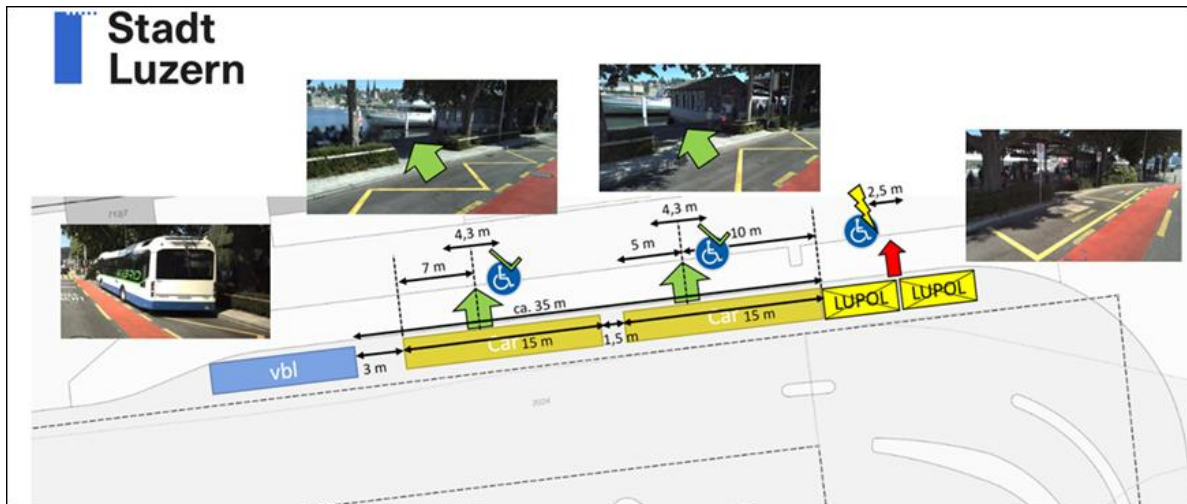 Stadt
Luzern
2,5 m
4,3 m
4,3 m
10 m
5 m
7 m
LUPOL
LUPOL
ca. 35 m
Car
15 m
Car
15 m
1,5 m
vbl
3 m